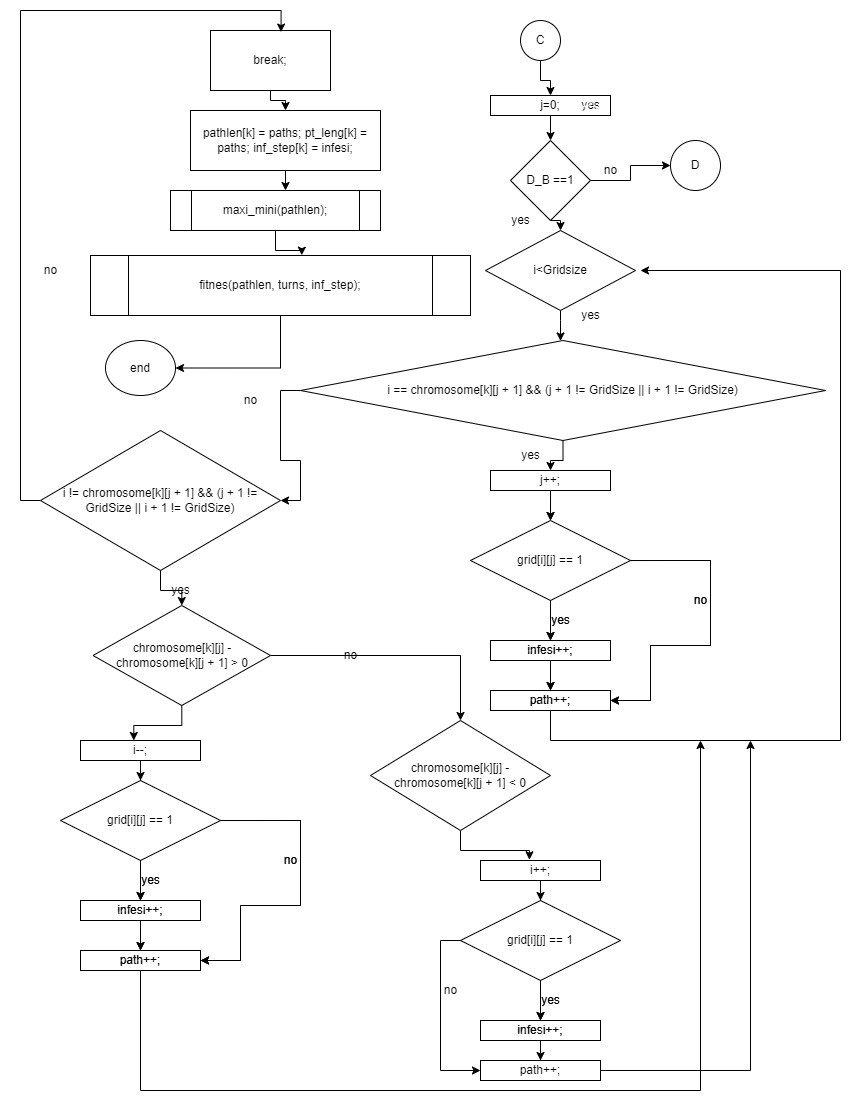 C
break;
j=0;
yes
pathlen[k] = paths; pt_leng[k] =
paths; inf_step[k] = infesi;
D_B ==1
no
D
maxi_mini(pathlen);
yes
no
i<Gridsize
fitnes(pathlen, turns, inf_step);
yes
end
i == chromosome[k][j + 1] && (j + 1 != GridSize || i + 1 != GridSize)
no
yes
j++;
i != chromosome[k][j + 1] && (j + 1 !=
GridSize || i + 1 != GridSize)
grid[i][j] == 1
yes
no
yes
chromosome[k][j] -
chromosome[k][j + 1] > 0
no
infesi++;
path++;
i--;
chromosome[k][j] -
chromosome[k][j + 1] < 0
grid[i][j] == 1
no
yes
i++;
infesi++;
grid[i][j] == 1
path++;
no
yes
infesi++;
path++;